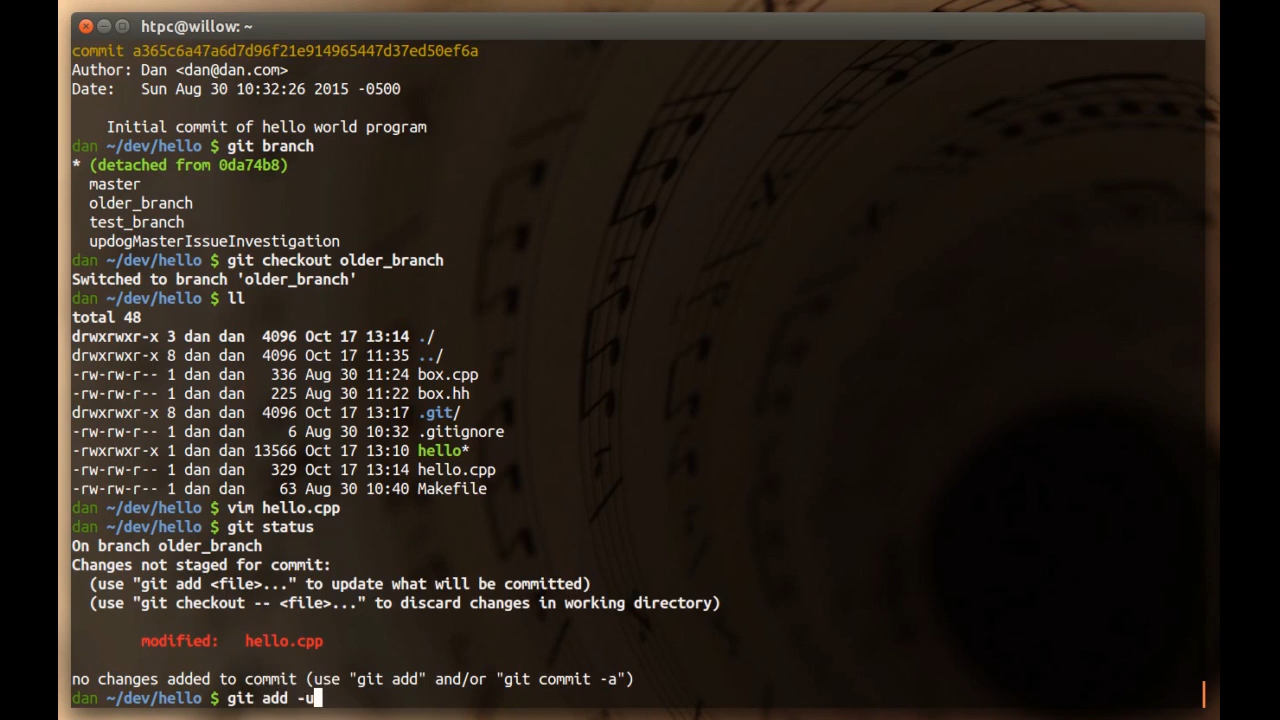 htpc@willow: ~
commit a365c6a47a6d7d96f21e914965447d37ed50ef6a
Author: Dan <dan@dan.com>
Date:   Sun Aug 30 10:32:26 2015 -0500
    Initial commit of hello world program
dan ~/dev/hello $ git branch
* (detached from 0da74b8)
  master
  older_branch
  test_branch
  updogMasterIssueInvestigation
dan ~/dev/hello $ git checkout older_branch
Switched to branch 'older_branch'
dan ~/dev/hello $ ll
total 48
drwxrwxr-x 3 dan dan  4096 Oct 17 13:14 ./
drwxrwxr-x 8 dan dan  4096 Oct 17 11:35 ../
-rw-rw-r-- 1 dan dan   336 Aug 30 11:24 box.cpp
-rw-rw-r-- 1 dan dan   225 Aug 30 11:22 box.hh
drwxrwxr-x 8 dan dan  4096 Oct 17 13:17 .git/
-rw-rw-r-- 1 dan dan     6 Aug 30 10:32 .gitignore
-rwxrwxr-x 1 dan dan 13566 Oct 17 13:10 hello*
-rw-rw-r-- 1 dan dan   329 Oct 17 13:14 hello.cpp
-rw-rw-r-- 1 dan dan    63 Aug 30 10:40 Makefile
dan ~/dev/hello $ vim hello.cpp
dan ~/dev/hello $ git status
On branch older_branch
Changes not staged for commit:
  (use "git add <file>..." to update what will be committed)
  (use "git checkout -- <file>..." to discard changes in working directory)
        modified:   hello.cpp
no changes added to commit (use "git add" and/or "git commit -a")
dan ~/dev/hello $ git add -u